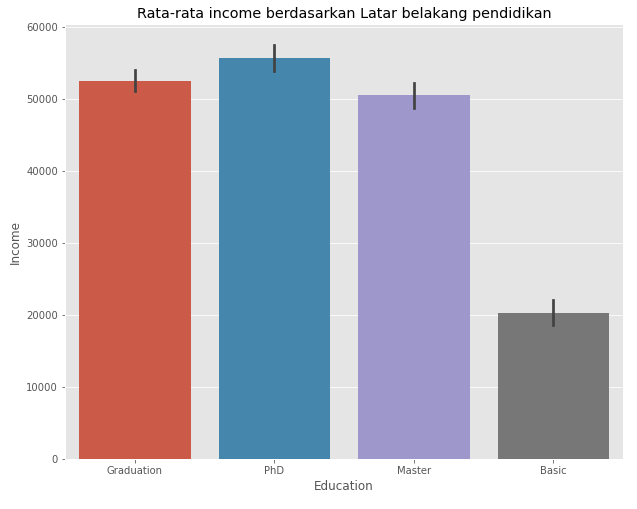 Rata-rata income berdasarkan Latar belakang pendidikan
60000
50000
40000
30000
20000
10000
0
Income
Graduation PhD Master Basic
Education